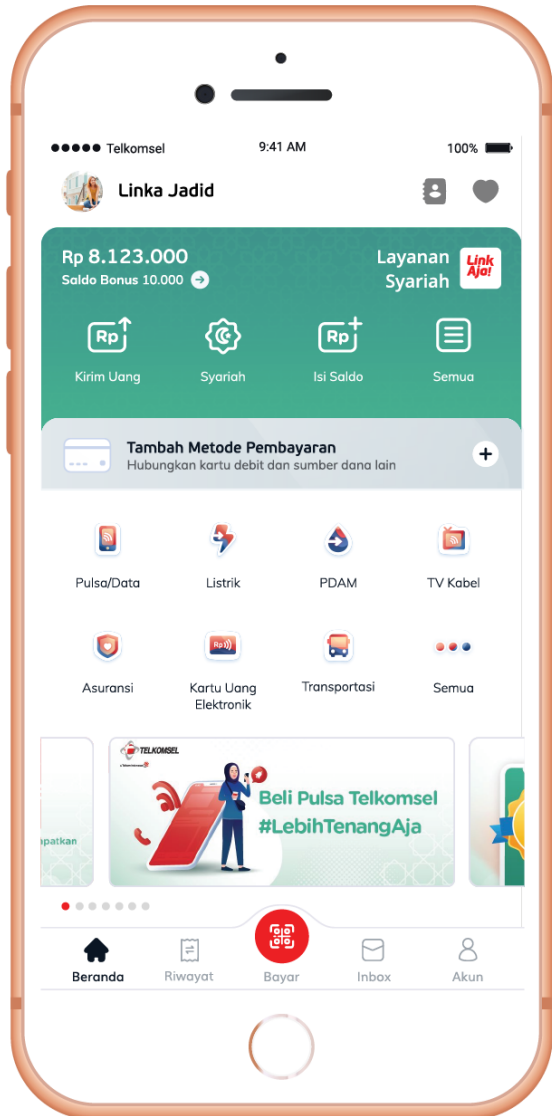 Telkomsel
9:41 AM
100%
Linka Jadid
Rp 8.123.000
Saldo Bonus 10.000
Layanan
Syariah
Link
Aja!
Rp
Rp
Kirim Uang
Syariah
Isi Saldo
Semua
Tambah Metode Pembayaran
Hubungkan kartu debit dan sumber dana lain
Pulsa/Data
Listrik
PDAM
TV Kabel
Rp
Asuransi
Kartu Uang
Elektronik
Transportasi
Semua
TELKOMSEL
Beli Pulsa Telkomsel
#LebihTenangAja
Beranda
Riwayat
Bayar
Inbox
Akun